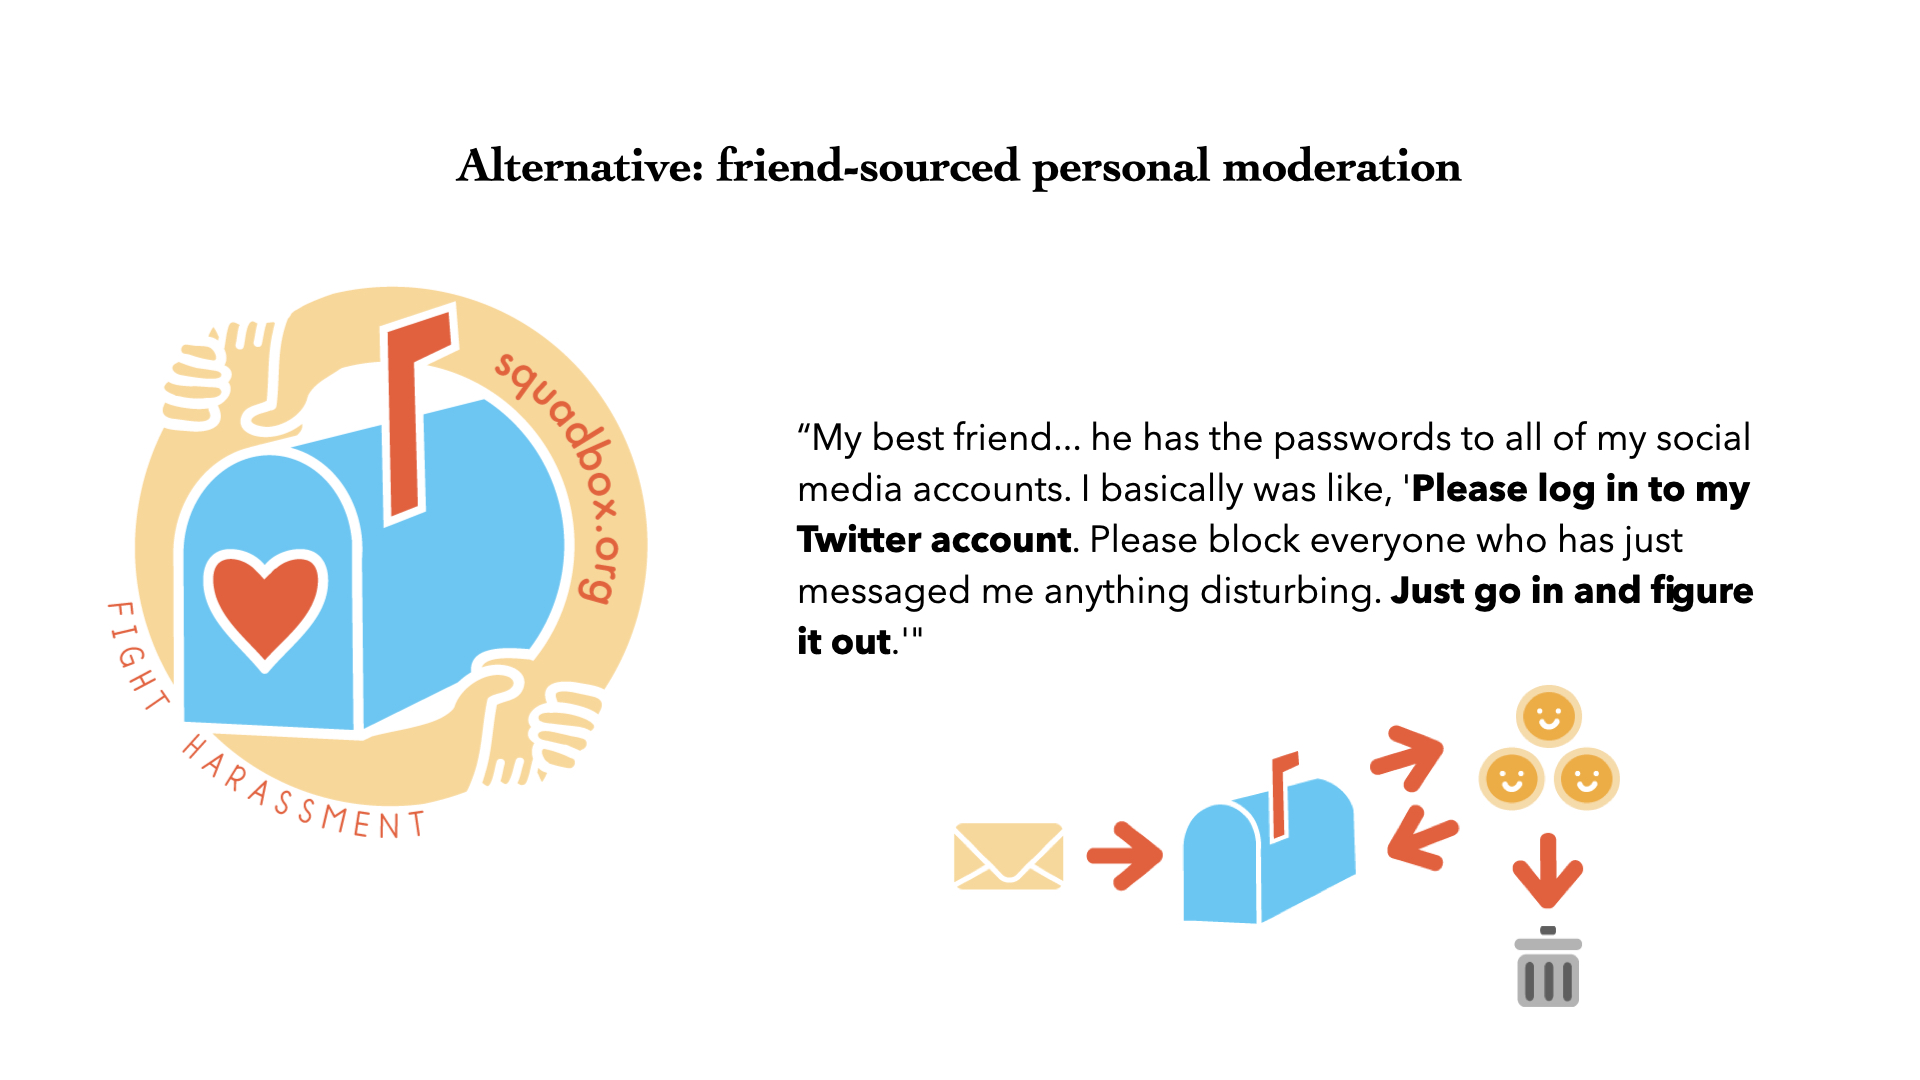 Alternative: friend-sourced personal moderation
squadbox.org
FIGHT HARASSMENT
“My best friend... he has the passwords to all of my social
media accounts. I basically was like, 'Please log in to my
Twitter account. Please block everyone who has just
messaged me anything disturbing. Just go in and figure
it out.'"